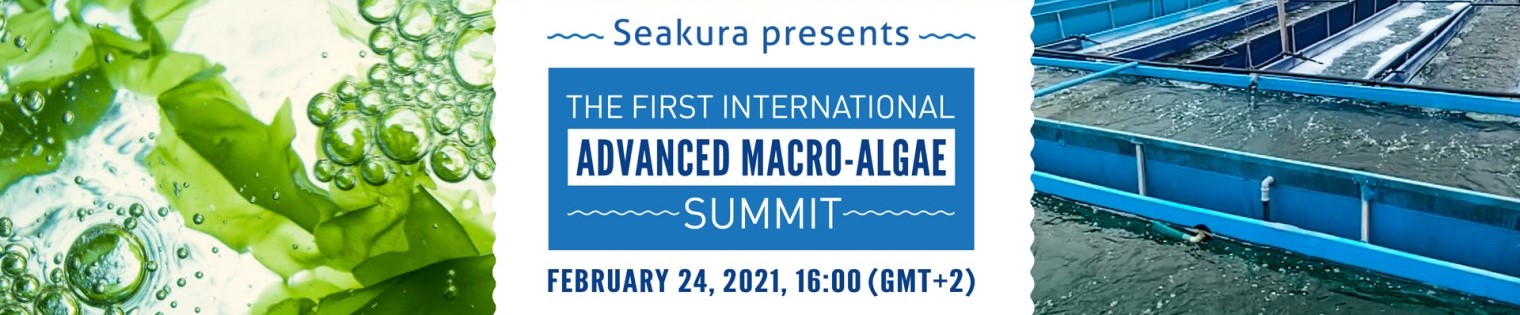 Seakura presents
THE FIRST INTERNATIONAL
ADVANCED MACRO-ALGAE
SUMMIT
FEBRUARY 24, 2021, 16:00 (GMT+2)